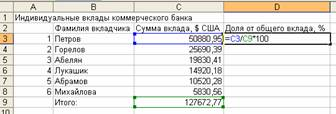 A B C D
1 Индивидуальные вклады коммерческого банка
2 Фамилия вкладчика Сумма вклада, $ США Доля от общего вклада, %
3 1 Петров 50880,95 =C3/C9*100
4 2 Горелов 25690,39
5 3 Абелян 19830,41
6 4 Лукашик 14920,18
7 5 Абрамов 10520,28
8 6 Михайлова 5830,56
9 Итого: 127672,77